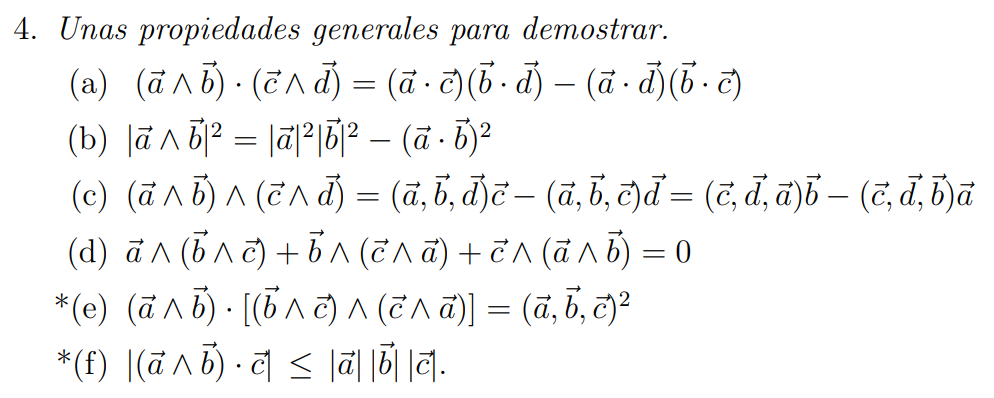 4. Unas propiedades generales para demostrar.
(a) (a⃗ ∧ b⃗) · (c⃗ ∧ d⃗) = (a⃗ · c⃗)(b⃗ · d⃗) − (a⃗ · d⃗)(b⃗ · c⃗)
(b) |a⃗ ∧ b⃗|² = |a⃗|²|b⃗|² − (a⃗ · b⃗)²
(c) (a⃗ ∧ b⃗) ∧ (c⃗ ∧ d⃗) = (a⃗, b⃗, d⃗)c⃗ − (a⃗, b⃗, c⃗)d⃗ = (c⃗, d⃗, a⃗)b⃗ − (c⃗, d⃗, b⃗)a⃗
(d) a⃗ ∧ (b⃗ ∧ c⃗) + b⃗ ∧ (c⃗ ∧ a⃗) + c⃗ ∧ (a⃗ ∧ b⃗) = 0
*(e) (a⃗ ∧ b⃗) · [(b⃗ ∧ c⃗) ∧ (c⃗ ∧ a⃗)] = (a⃗, b⃗, c⃗)²
*(f) |(a⃗ ∧ b⃗) · c⃗| ≤ |a⃗| |b⃗| |c⃗|.